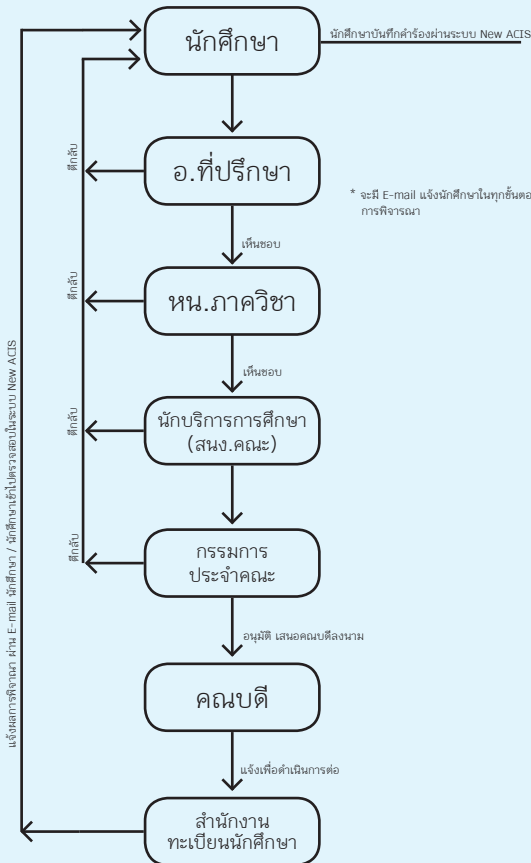 นักศึกษา
นักศึกษาบันทึกคำร้องผ่านระบบ New ACIS
ตีกลับ
อ.ที่ปรึกษา
* จะมี E-mail แจ้งนักศึกษาในทุกขั้นตอ
การพิจารณา
เห็นชอบ
ตีกลับ
หน.ภาควิชา
เห็นชอบ
ตีกลับ
นักบริการการศึกษา
(สนง.คณะ)
ตีกลับ
กรรมการ
ประจำคณะ
อนุมัติ เสนอคณบดีลงนาม
คณบดี
แจ้งเพื่อดำเนินการต่อ
สำนักงาน
ทะเบียนนักศึกษา
แจ้งผลการพิจาณา ผ่าน E-mail นักศึกษา / นักศึกษาเข้าไปตรวจสอบในระบบ New ACIS